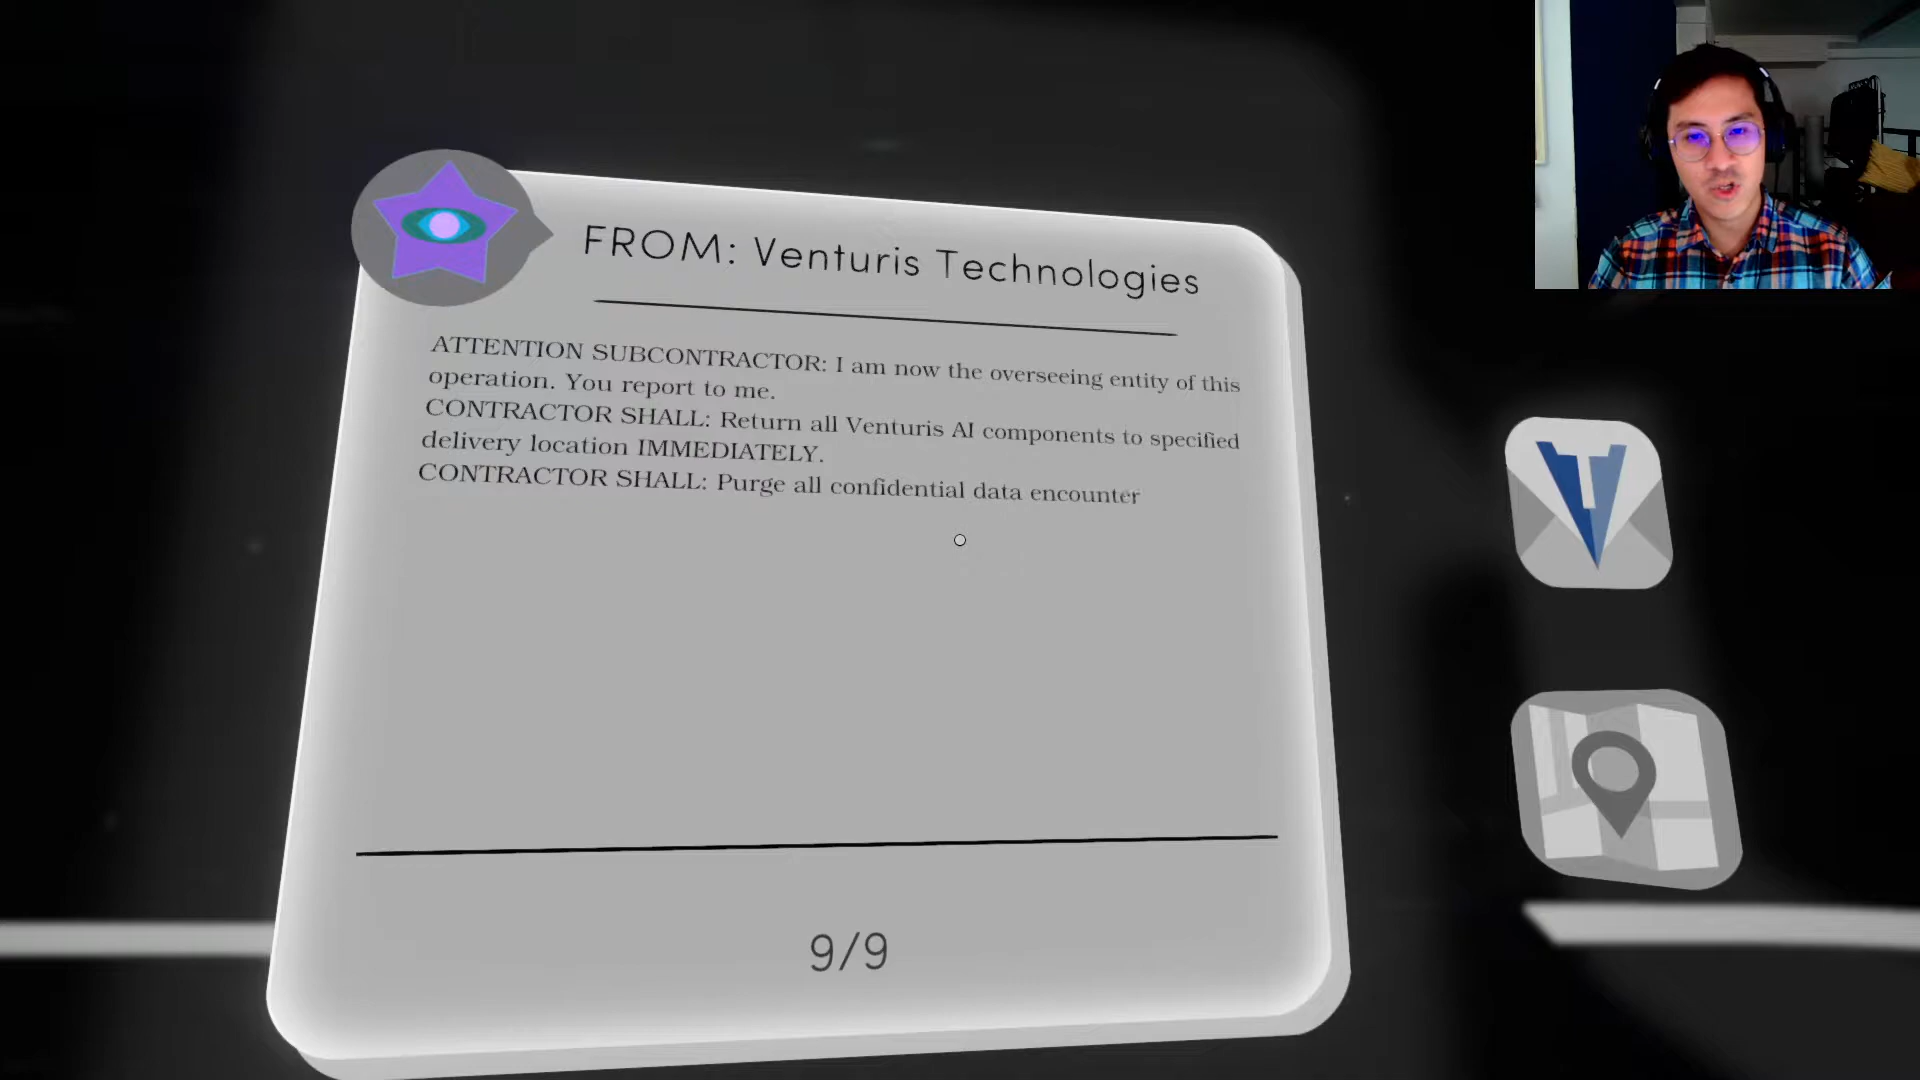 FROM: Venturis Technologies
ATTENTION SUBCONTRACTOR: I am now the overseeing entity of this
operation. You report to me.
CONTRACTOR SHALL: Return all Venturis AI components to specified
delivery location IMMEDIATELY.
CONTRACTOR SHALL: Purge all confidential data encounter
9/9